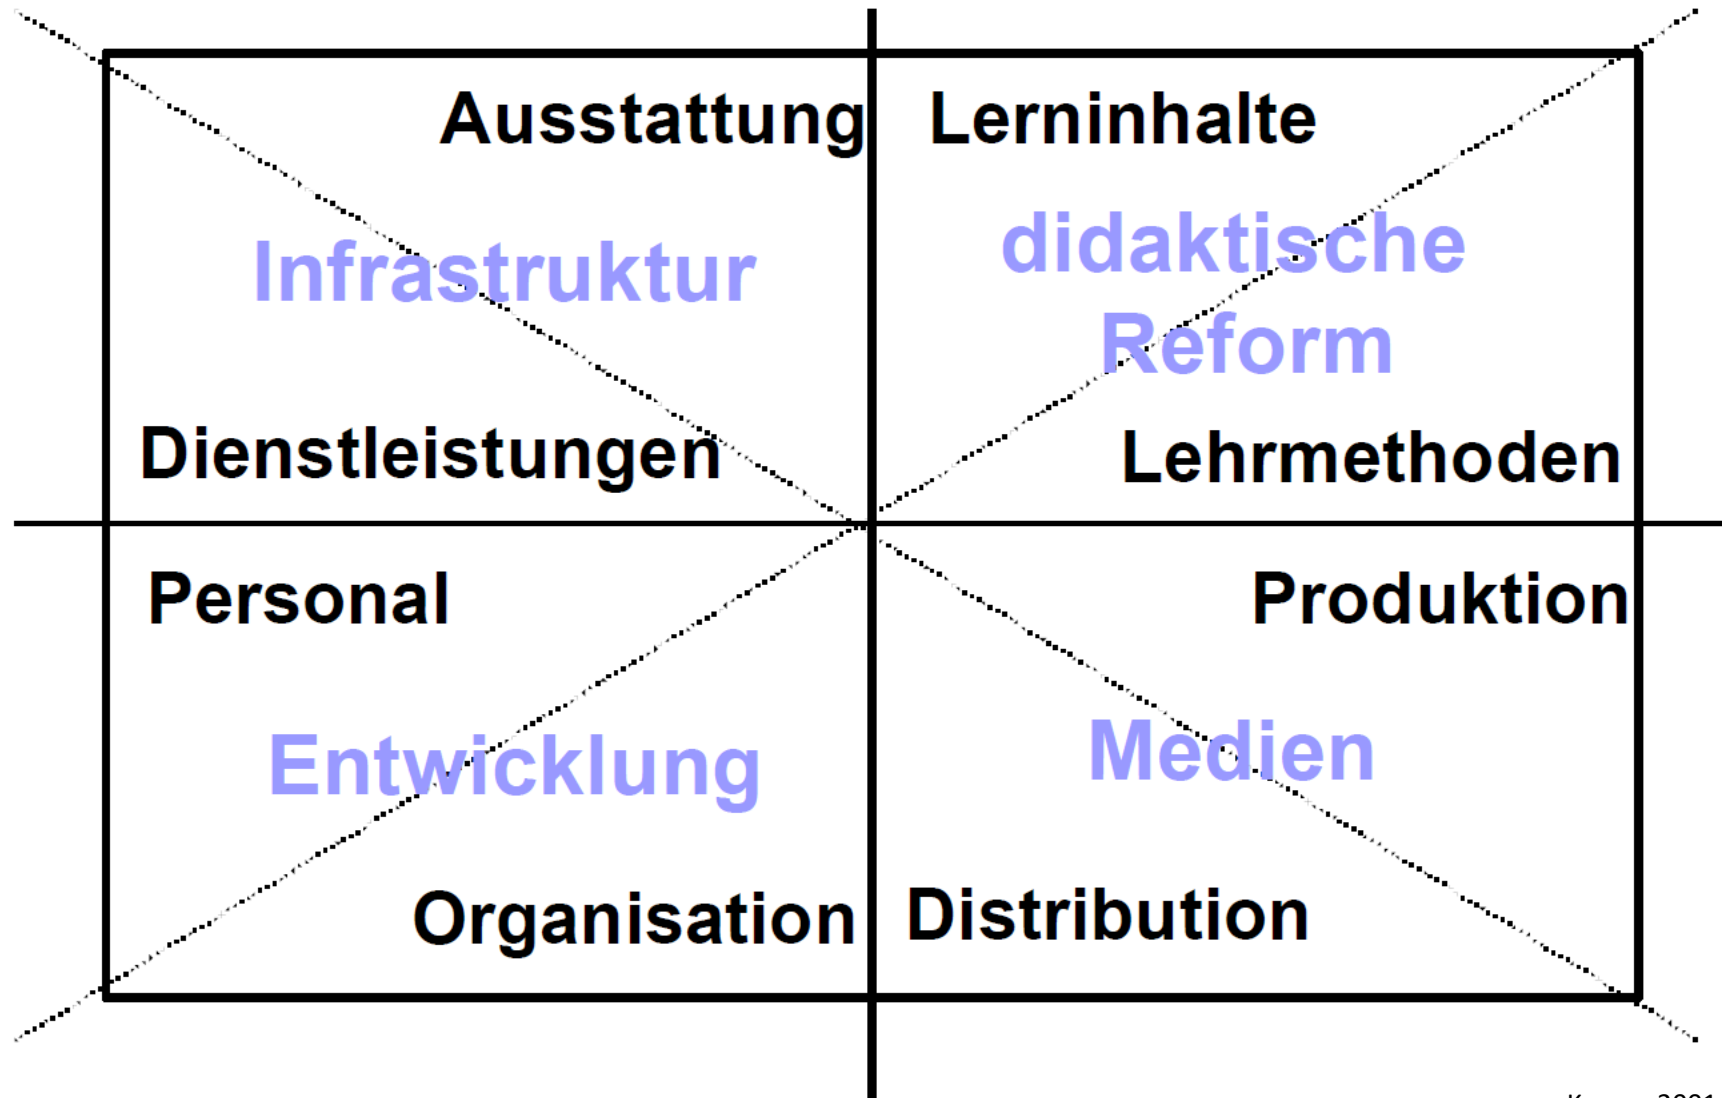 Ausstattung
Lerninhalte
Infrastruktur
didaktische
Reform
Dienstleistungen
Lehrmethoden
Personal
Produktion
Entwicklung
Medien
Organisation
Distribution